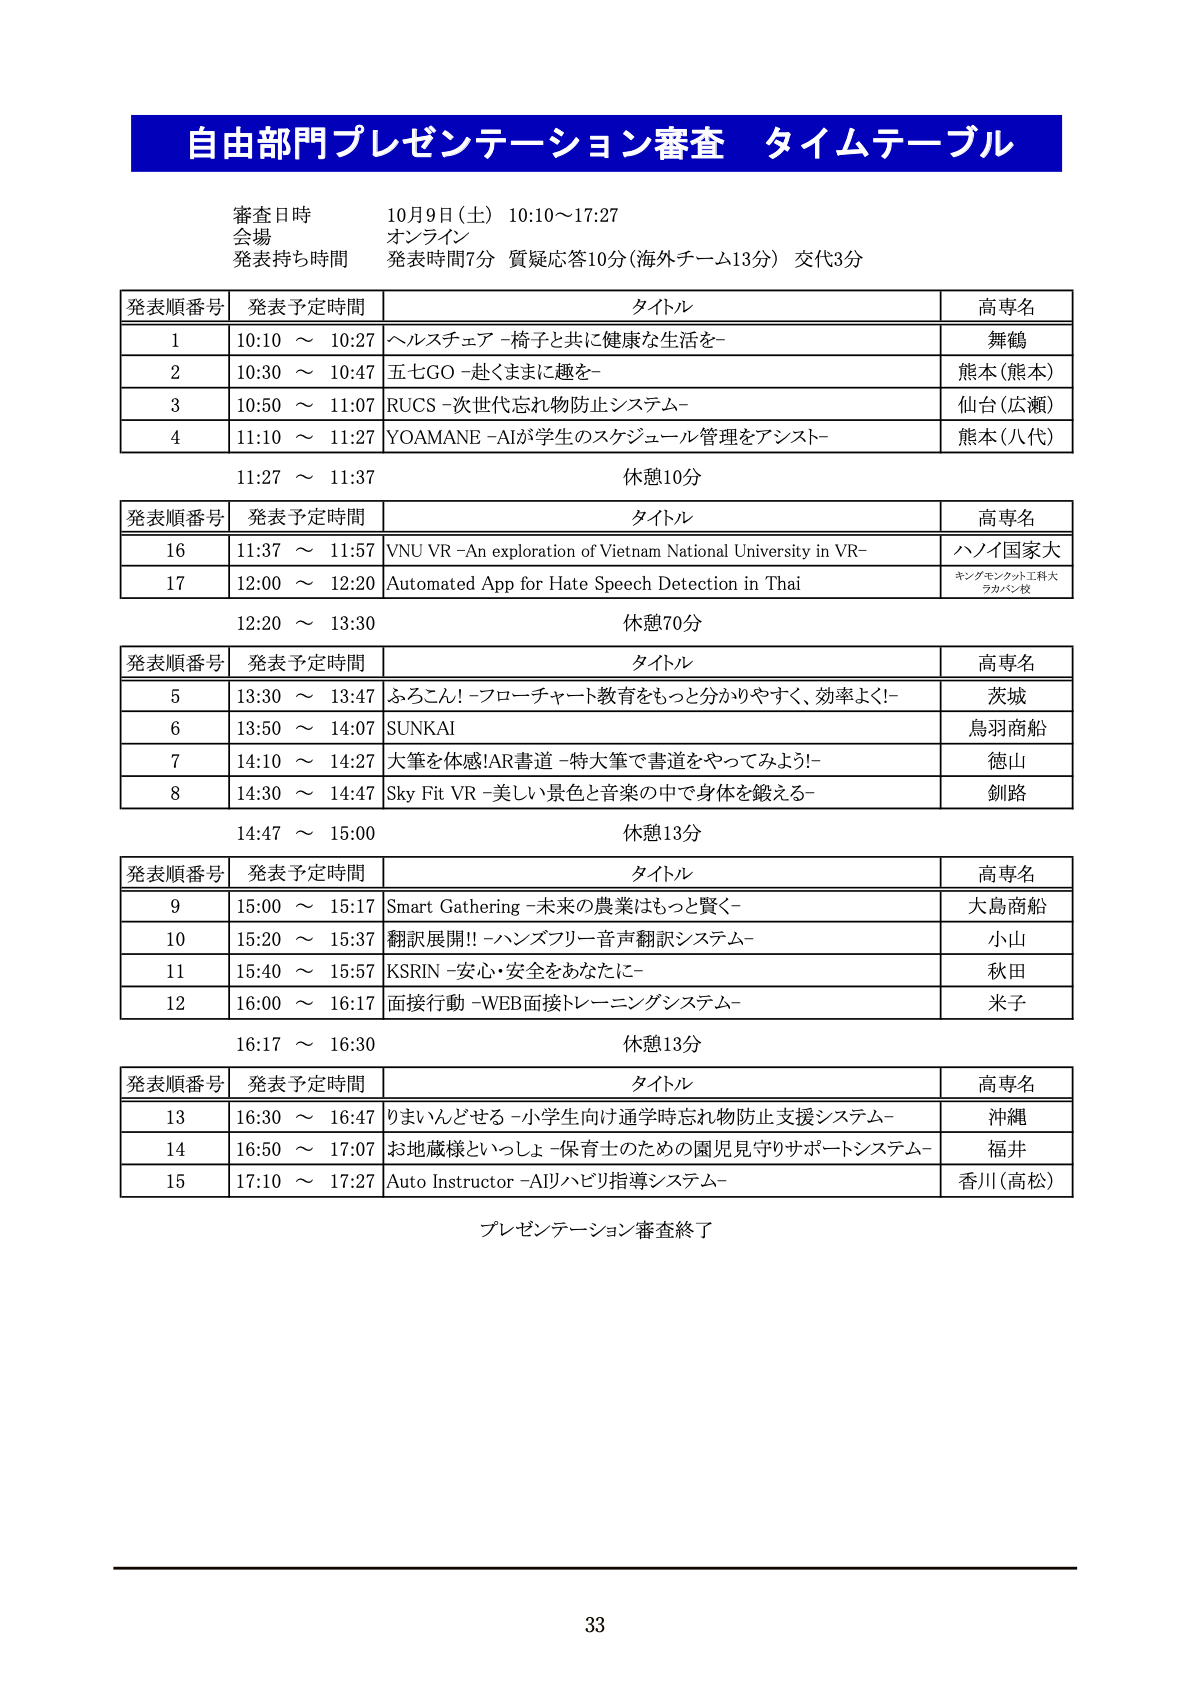 自由部門プレゼンテーション審査　タイムテーブル
審査日時　10月9日(土)　10:10～17:27
会場　オンライン
発表持ち時間　発表時間7分　質疑応答10分(海外チーム13分)　交代3分
発表順番号　発表予定時間　タイトル　高専名
1　10:10 ～ 10:27　ヘルスチェア -椅子と共に健康な生活を-　舞鶴
2　10:30 ～ 10:47　五七GO -赴くままに趣を-　熊本(熊本)
3　10:50 ～ 11:07　RUCS -次世代忘れ物防止システム-　仙台(広瀬)
4　11:10 ～ 11:27　YOAMANE -AIが学生のスケジュール管理をアシスト-　熊本(八代)
11:27 ～ 11:37　休憩10分
発表順番号　発表予定時間　タイトル　高専名
16　11:37 ～ 11:57　VNU VR -An exploration of Vietnam National University in VR-　ハノイ国家大
17　12:00 ～ 12:20　Automated App for Hate Speech Detection in Thai　キングモンクット工科大
ラカバン校
12:20 ～ 13:30　休憩70分
発表順番号　発表予定時間　タイトル　高専名
5　13:30 ～ 13:47　ふろこん! -フローチャート教育をもっと分かりやすく、効率よく!-　茨城
6　13:50 ～ 14:07　SUNKAI　鳥羽商船
7　14:10 ～ 14:27　大筆を体感!AR書道 -特大筆で書道をやってみよう!-　徳山
8　14:30 ～ 14:47　Sky Fit VR -美しい景色と音楽の中で身体を鍛える-　釧路
14:47 ～ 15:00　休憩13分
発表順番号　発表予定時間　タイトル　高専名
9　15:00 ～ 15:17　Smart Gathering -未来の農業はもっと賢く-　大島商船
10　15:20 ～ 15:37　翻訳展開!! -ハンズフリー音声翻訳システム-　小山
11　15:40 ～ 15:57　KSRIN -安心・安全をあなたに-　秋田
12　16:00 ～ 16:17　面接行動 -WEB面接トレーニングシステム-　米子
16:17 ～ 16:30　休憩13分
発表順番号　発表予定時間　タイトル　高専名
13　16:30 ～ 16:47　りまいんどせる -小学生向け通学時忘れ物防止支援システム-　沖縄
14　16:50 ～ 17:07　お地蔵様といっしょ -保育士のための園児見守りサポートシステム-　福井
15　17:10 ～ 17:27　Auto Instructor -AIリハビリ指導システム-　香川(高松)
プレゼンテーション審査終了
33